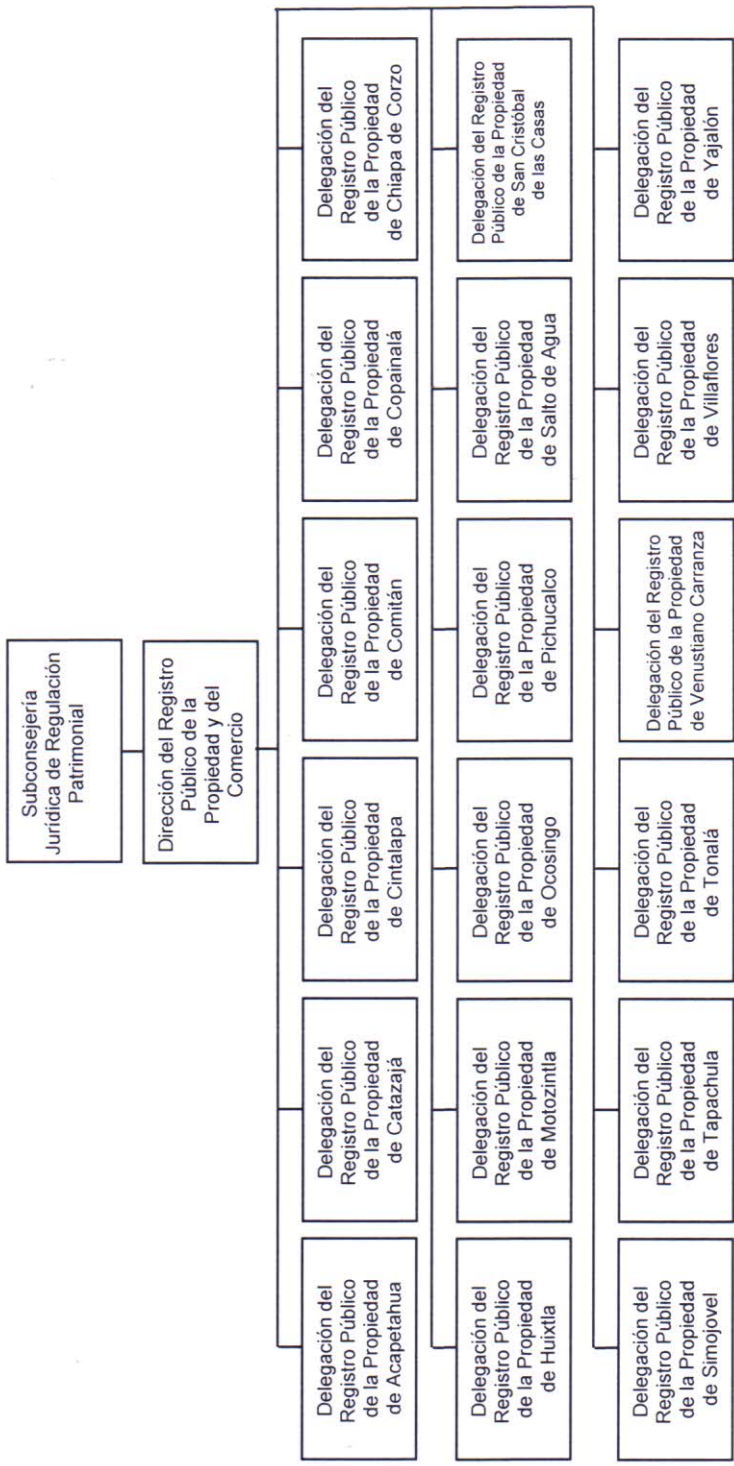 Subconsejería
Jurídica de Regulación
Patrimonial
Dirección del Registro
Público de la
Propiedad y del
Comercio
Delegación del
Registro Público
de la Propiedad
de Acapetahua
Delegación del
Registro Público
de la Propiedad
de Catazajá
Delegación del
Registro Público
de la Propiedad
de Cintalapa
Delegación del
Registro Público
de la Propiedad
de Comitán
Delegación del
Registro Público
de la Propiedad
de Copainalá
Delegación del
Registro Público
de la Propiedad
de Chiapa de Corzo
Delegación del
Registro Público
de la Propiedad
de Huixtla
Delegación del
Registro Público
de la Propiedad
de Motozintla
Delegación del
Registro Público
de la Propiedad
de Ocosingo
Delegación del
Registro Público
de la Propiedad
de Pichucalco
Delegación del
Registro Público
de la Propiedad
de Salto de Agua
Delegación del Registro
Público de la Propiedad
de San Cristóbal
de las Casas
Delegación del
Registro Público
de la Propiedad
de Simojovel
Delegación del
Registro Público
de la Propiedad
de Tapachula
Delegación del
Registro Público
de la Propiedad
de Tonalá
Delegación del Registro
Público de la Propiedad
de Venustiano Carranza
Delegación del
Registro Público
de la Propiedad
de Villaflores
Delegación del
Registro Público
de la Propiedad
de Yajalón